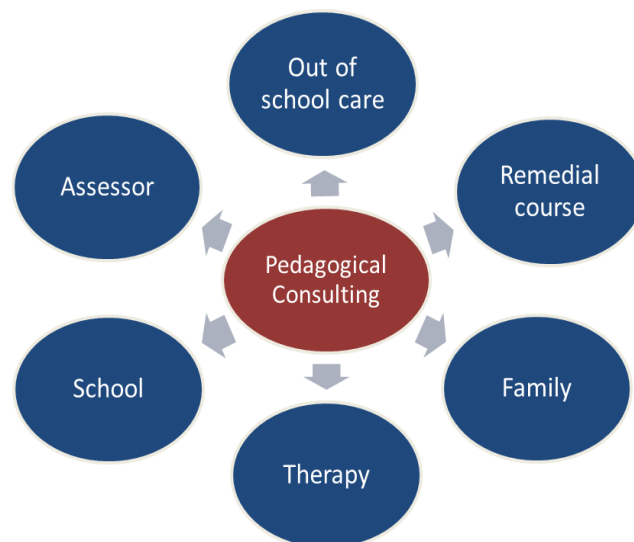 Out of
school care
Assessor
Remedial
course
Pedagogical
Consulting
School
Family
Therapy